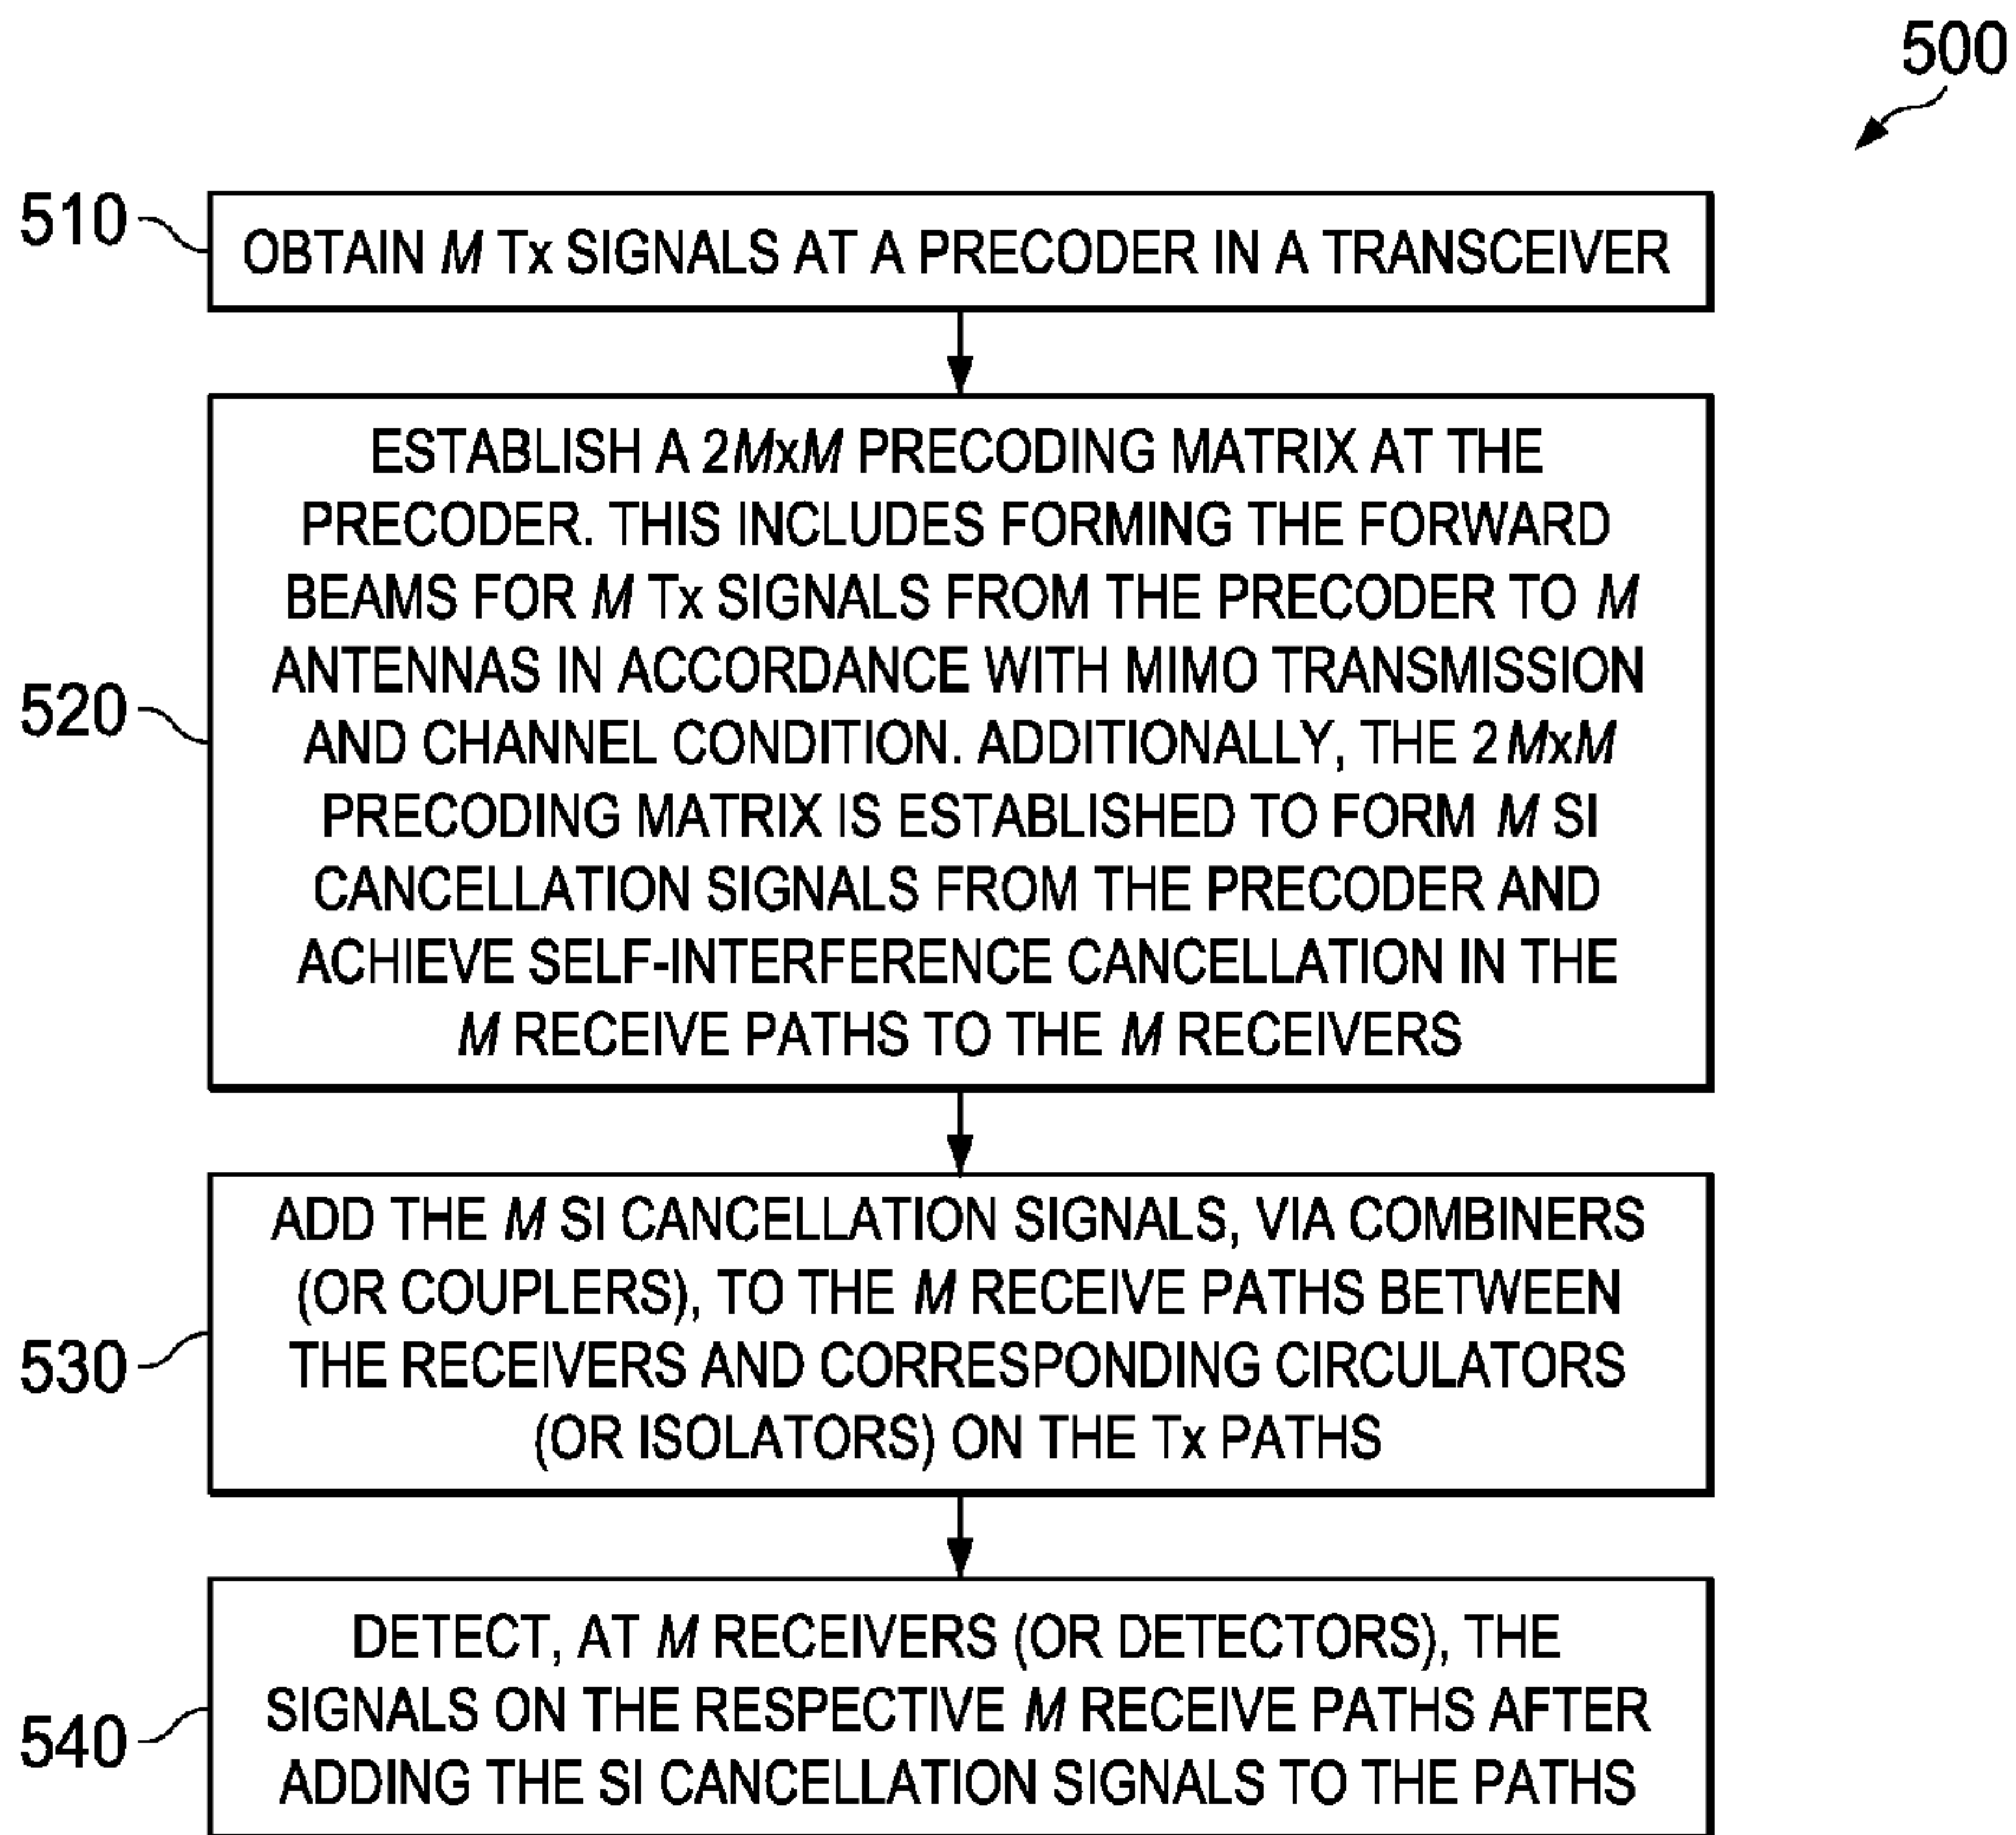 500
510
OBTAIN M Tx SIGNALS AT A PRECODER IN A TRANSCEIVER
520
ESTABLISH A 2MxM PRECODING MATRIX AT THE
PRECODER. THIS INCLUDES FORMING THE FORWARD
BEAMS FOR M Tx SIGNALS FROM THE PRECODER TO M
ANTENNAS IN ACCORDANCE WITH MIMO TRANSMISSION
AND CHANNEL CONDITION. ADDITIONALLY, THE 2MxM
PRECODING MATRIX IS ESTABLISHED TO FORM M SI
CANCELLATION SIGNALS FROM THE PRECODER AND
ACHIEVE SELF-INTERFERENCE CANCELLATION IN THE
M RECEIVE PATHS TO THE M RECEIVERS
530
ADD THE M SI CANCELLATION SIGNALS, VIA COMBINERS
(OR COUPLERS), TO THE M RECEIVE PATHS BETWEEN
THE RECEIVERS AND CORRESPONDING CIRCULATORS
(OR ISOLATORS) ON THE Tx PATHS
540
DETECT, AT M RECEIVERS (OR DETECTORS), THE
SIGNALS ON THE RESPECTIVE M RECEIVE PATHS AFTER
ADDING THE SI CANCELLATION SIGNALS TO THE PATHS